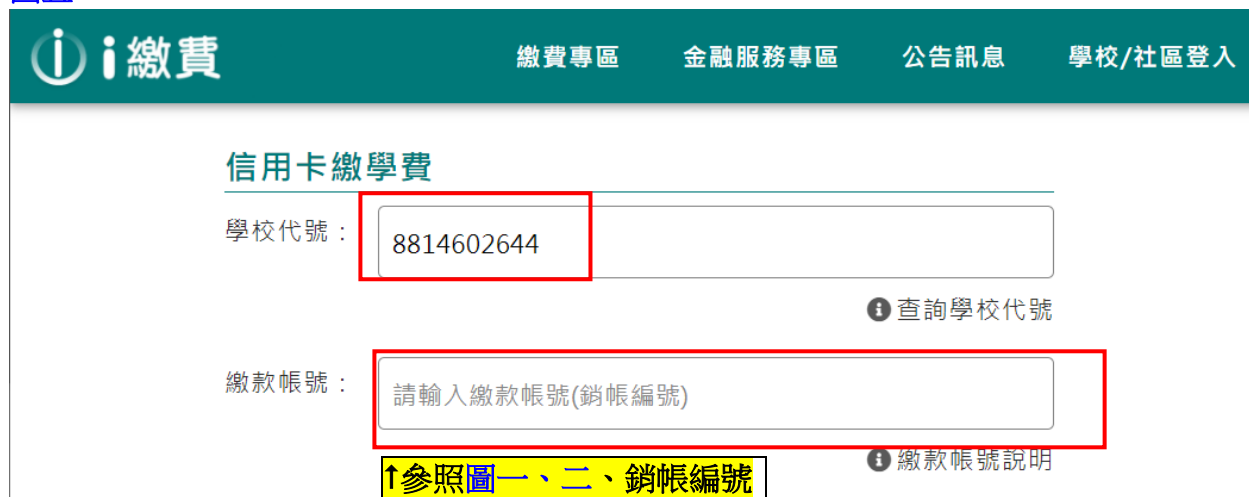 i繳費 繳費專區 金融服務專區 公告訊息 學校/社區登入
信用卡繳學費
學校代號: 8814602644
查詢學校代號
繳款帳號: 請輸入繳款帳號(銷帳編號)
繳款帳號說明
↑參照圖一、二、銷帳編號